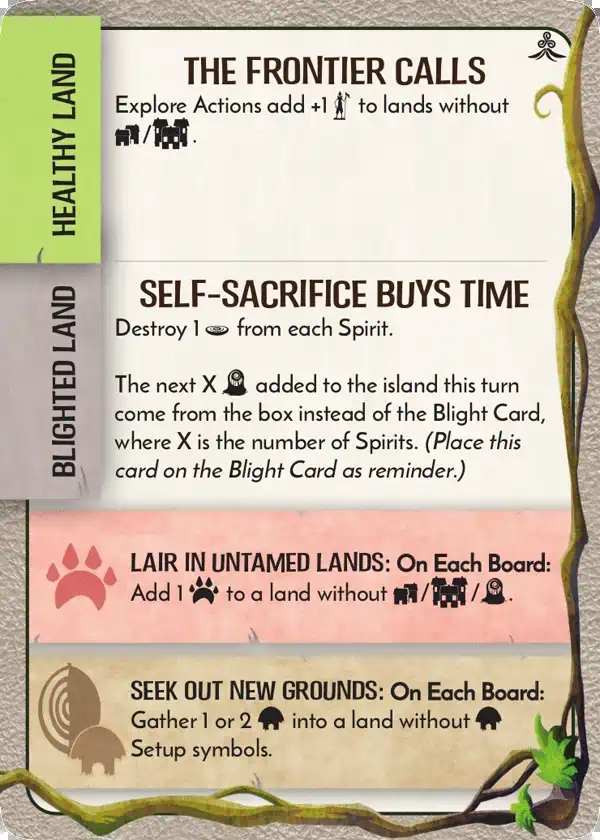 HEALTHY LAND
THE FRONTIER CALLS
Explore Actions add +1 to lands without
/ .
BLIGHTED LAND
SELF-SACRIFICE BUYS TIME
Destroy 1 from each Spirit.
The next X added to the island this turn
come from the box instead of the Blight Card,
where X is the number of Spirits. (Place this
card on the Blight Card as reminder.)
LAIR IN UNTAMED LANDS: On Each Board:
Add 1 to a land without / / .
SEEK OUT NEW GROUNDS: On Each Board:
Gather 1 or 2 into a land without
Setup symbols.